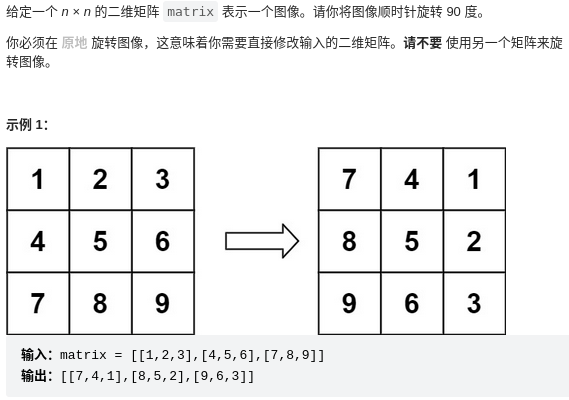 给定一个 n × n 的二维矩阵 matrix 表示一个图像。请你将图像顺时针旋转 90 度。
你必须在 原地 旋转图像，这意味着你需要直接修改输入的二维矩阵。请不要 使用另一个矩阵来旋
转图像。
示例 1：
1 2 3 7 4 1
4 5 6 8 5 2
7 8 9 9 6 3
输入：matrix = [[1,2,3],[4,5,6],[7,8,9]]
输出：[[7,4,1],[8,5,2],[9,6,3]]